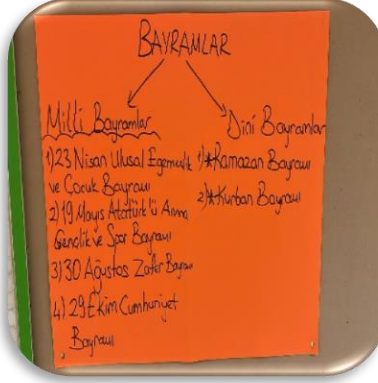 BAYRAMLAR
Milli Bayramlar
1) 23 Nisan Ulusal Egemenlik
ve Çocuk Bayramı
2) 19 Mayıs Atatürk'ü Anma
Gençlik ve Spor Bayramı
3) 30 Ağustos Zafer Bayramı
4) 29 Ekim Cumhuriyet
Bayramı
Dini Bayramlar
1)*Ramazan Bayramı
2)*Kurban Bayramı